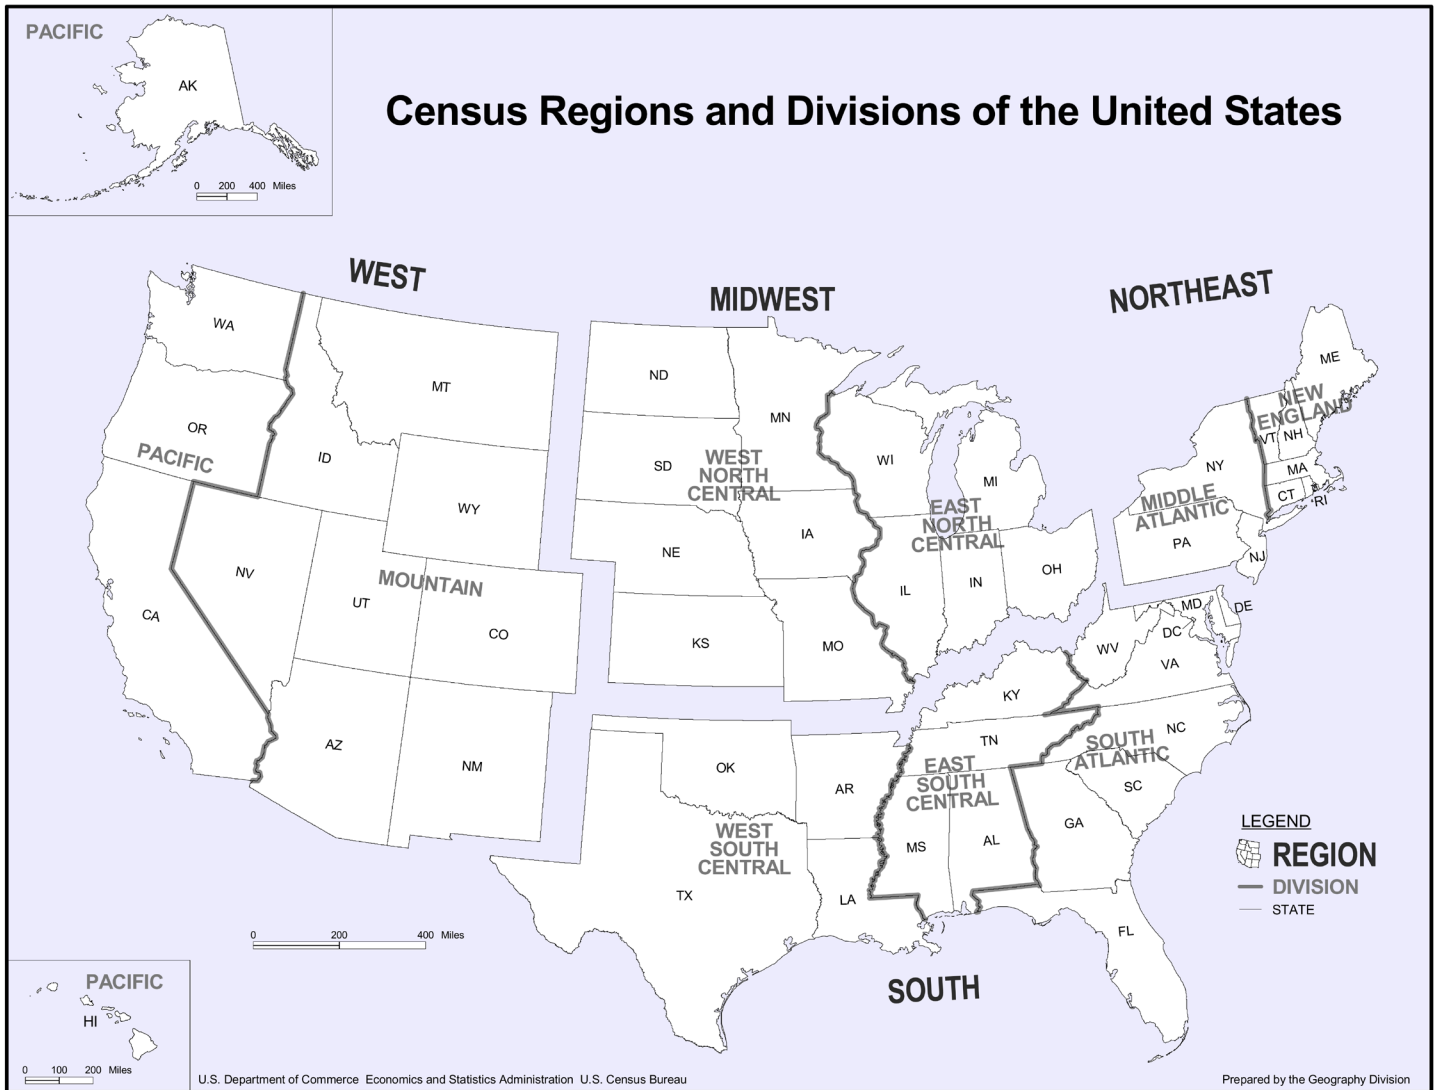 PACIFIC
AK
0 200 400 Miles
Census Regions and Divisions of the United States
WEST
MIDWEST
NORTHEAST
WA
MT
ND
MN
ME
OR
PACIFIC
ID
WY
SD
WEST
NORTH
CENTRAL
WI
MI
NEW
ENGLAND
VT
NH
NY
MA
CT
RI
MIDDLE
ATLANTIC
EAST
NORTH
CENTRAL
IA
NE
PA
NJ
NV
MOUNTAIN
UT
CO
CA
IL
IN
OH
MD
DE
DC
WV
VA
KS
MO
KY
AZ
NM
OK
AR
TN
NC
SOUTH
ATLANTIC
EAST
SOUTH
CENTRAL
SC
GA
MS
AL
WEST
SOUTH
CENTRAL
TX
LA
FL
LEGEND
REGION
DIVISION
STATE
0 200 400 Miles
SOUTH
PACIFIC
HI
0 100 200 Miles
U.S. Department of Commerce Economics and Statistics Administration U.S. Census Bureau
Prepared by the Geography Division